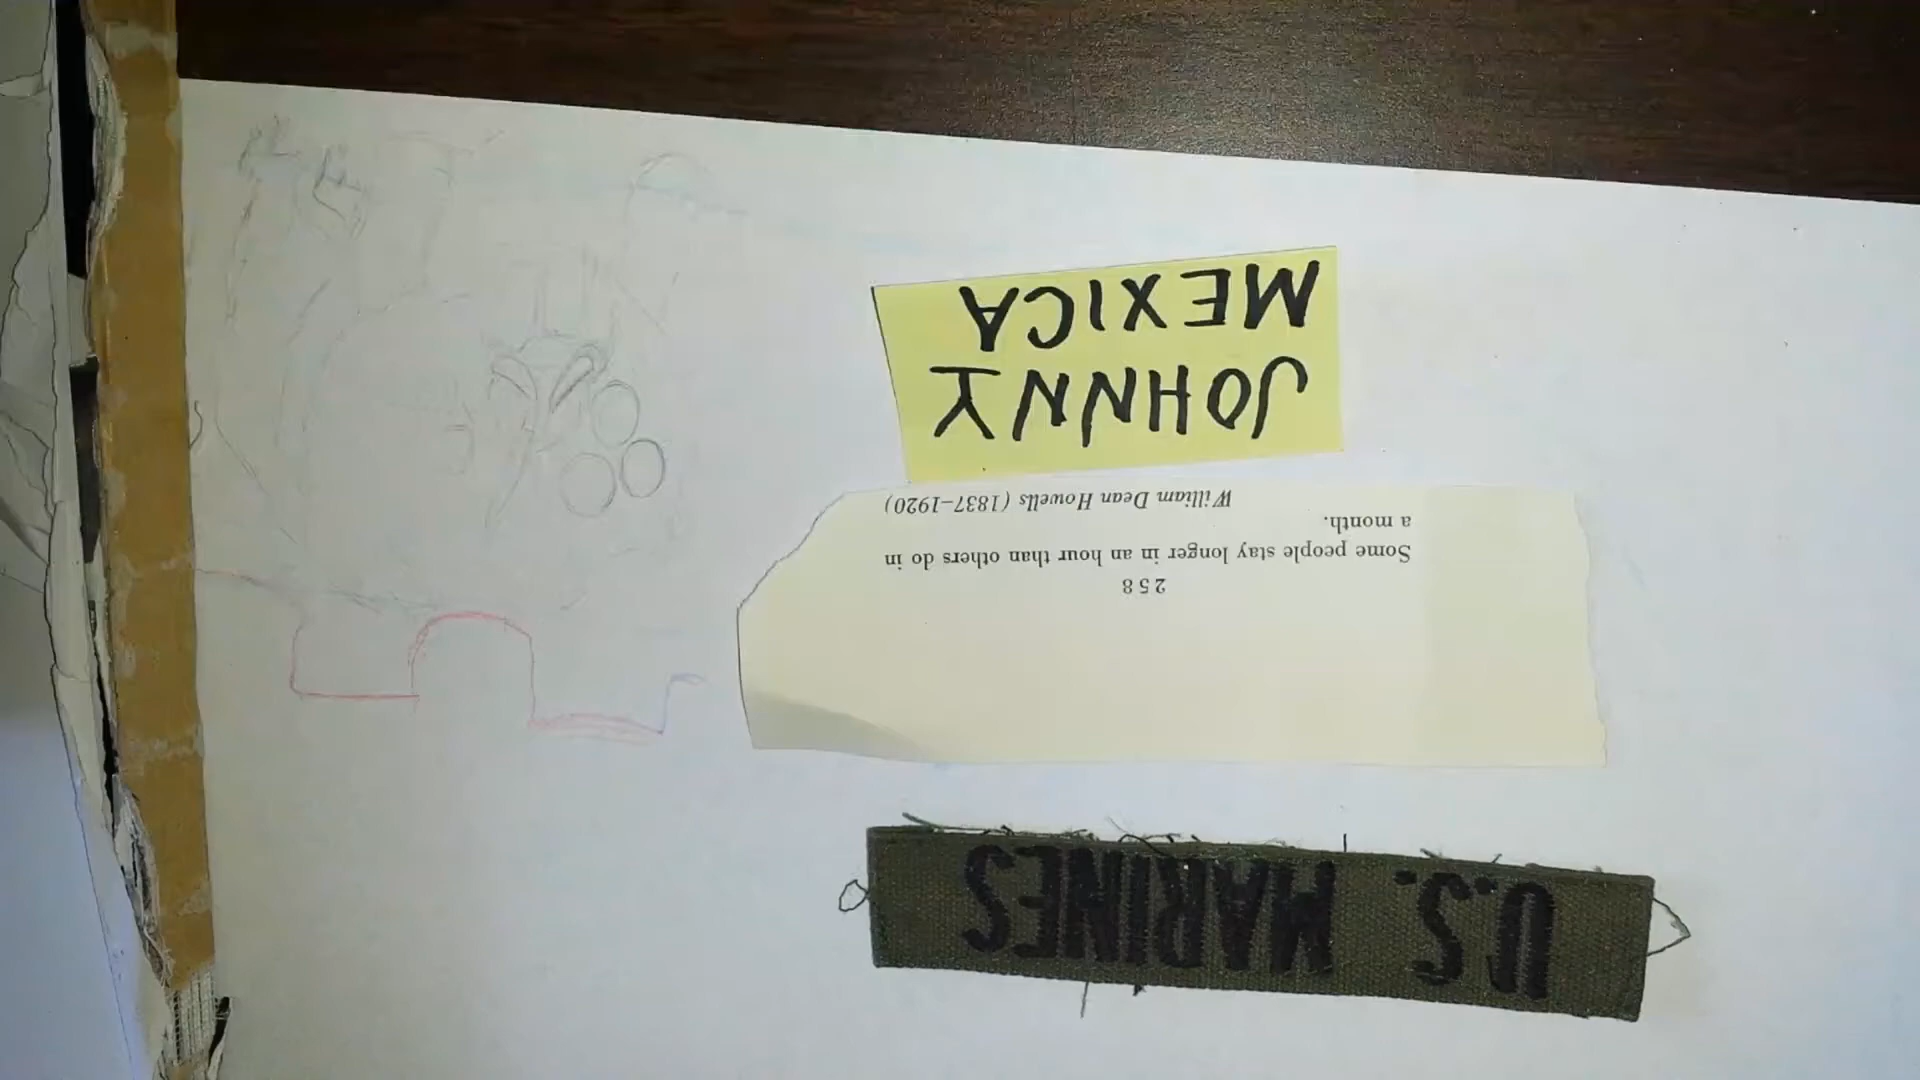 U.S. MARINES
258
Some people stay longer in an hour than others do in
a month.
William Dean Howells (1837–1920)
JOHNNY
MEXICA